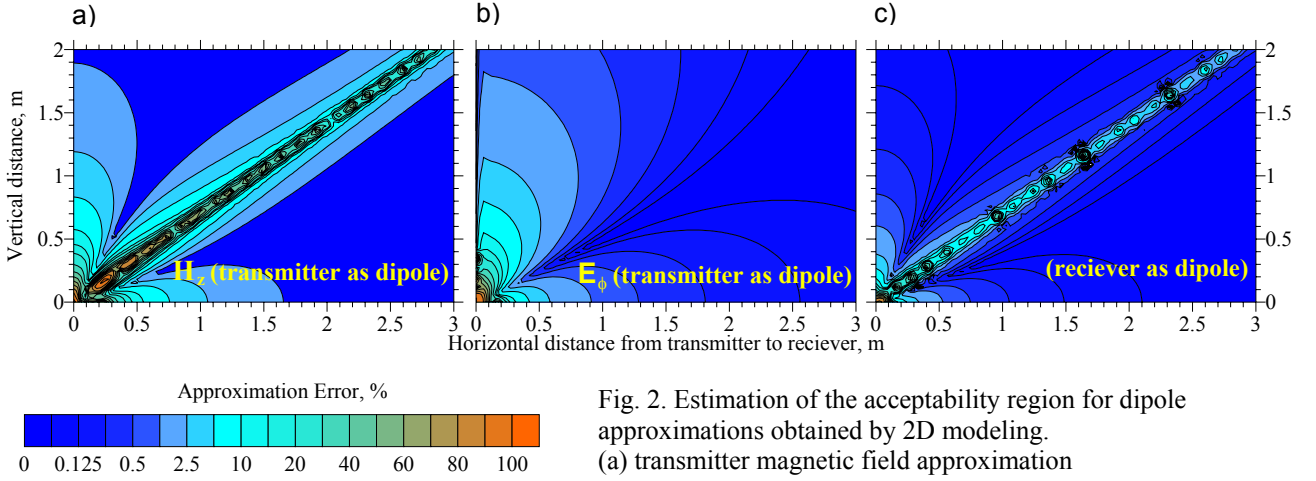 a)
b)
c)
2
1.5
1
0.5
0
Vertical distance, m
H_z (transmitter as dipole)
E_ϕ (transmitter as dipole)
(reciever as dipole)
2
1.5
1
0.5
0
0 0.5 1 1.5 2 2.5 3
0 0.5 1 1.5 2 2.5 3
0 0.5 1 1.5 2 2.5 3
Horizontal distance from transmitter to reciever, m
Approximation Error, %
0 0.125 0.5 2.5 10 20 40 60 80 100
Fig. 2. Estimation of the acceptability region for dipole
approximations obtained by 2D modeling.
(a) transmitter magnetic field approximation